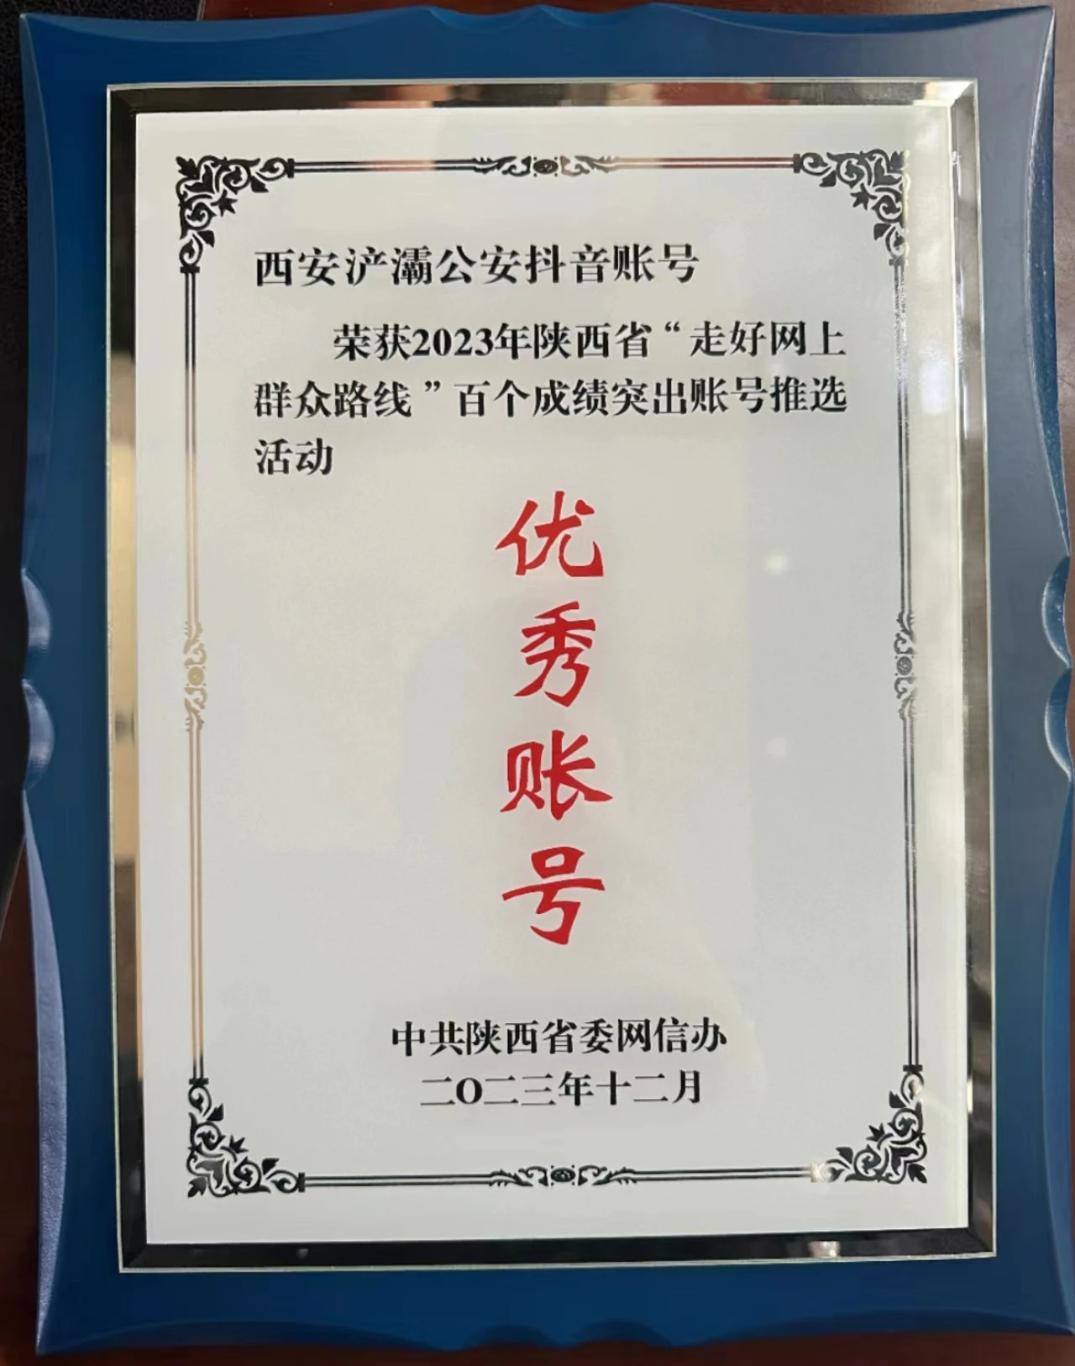 西安浐灞公安抖音账号
荣获2023年陕西省“走好网上
群众路线”百个成绩突出账号推选
活动
优
秀
账
号
中共陕西省委网信办
二O二三年十二月